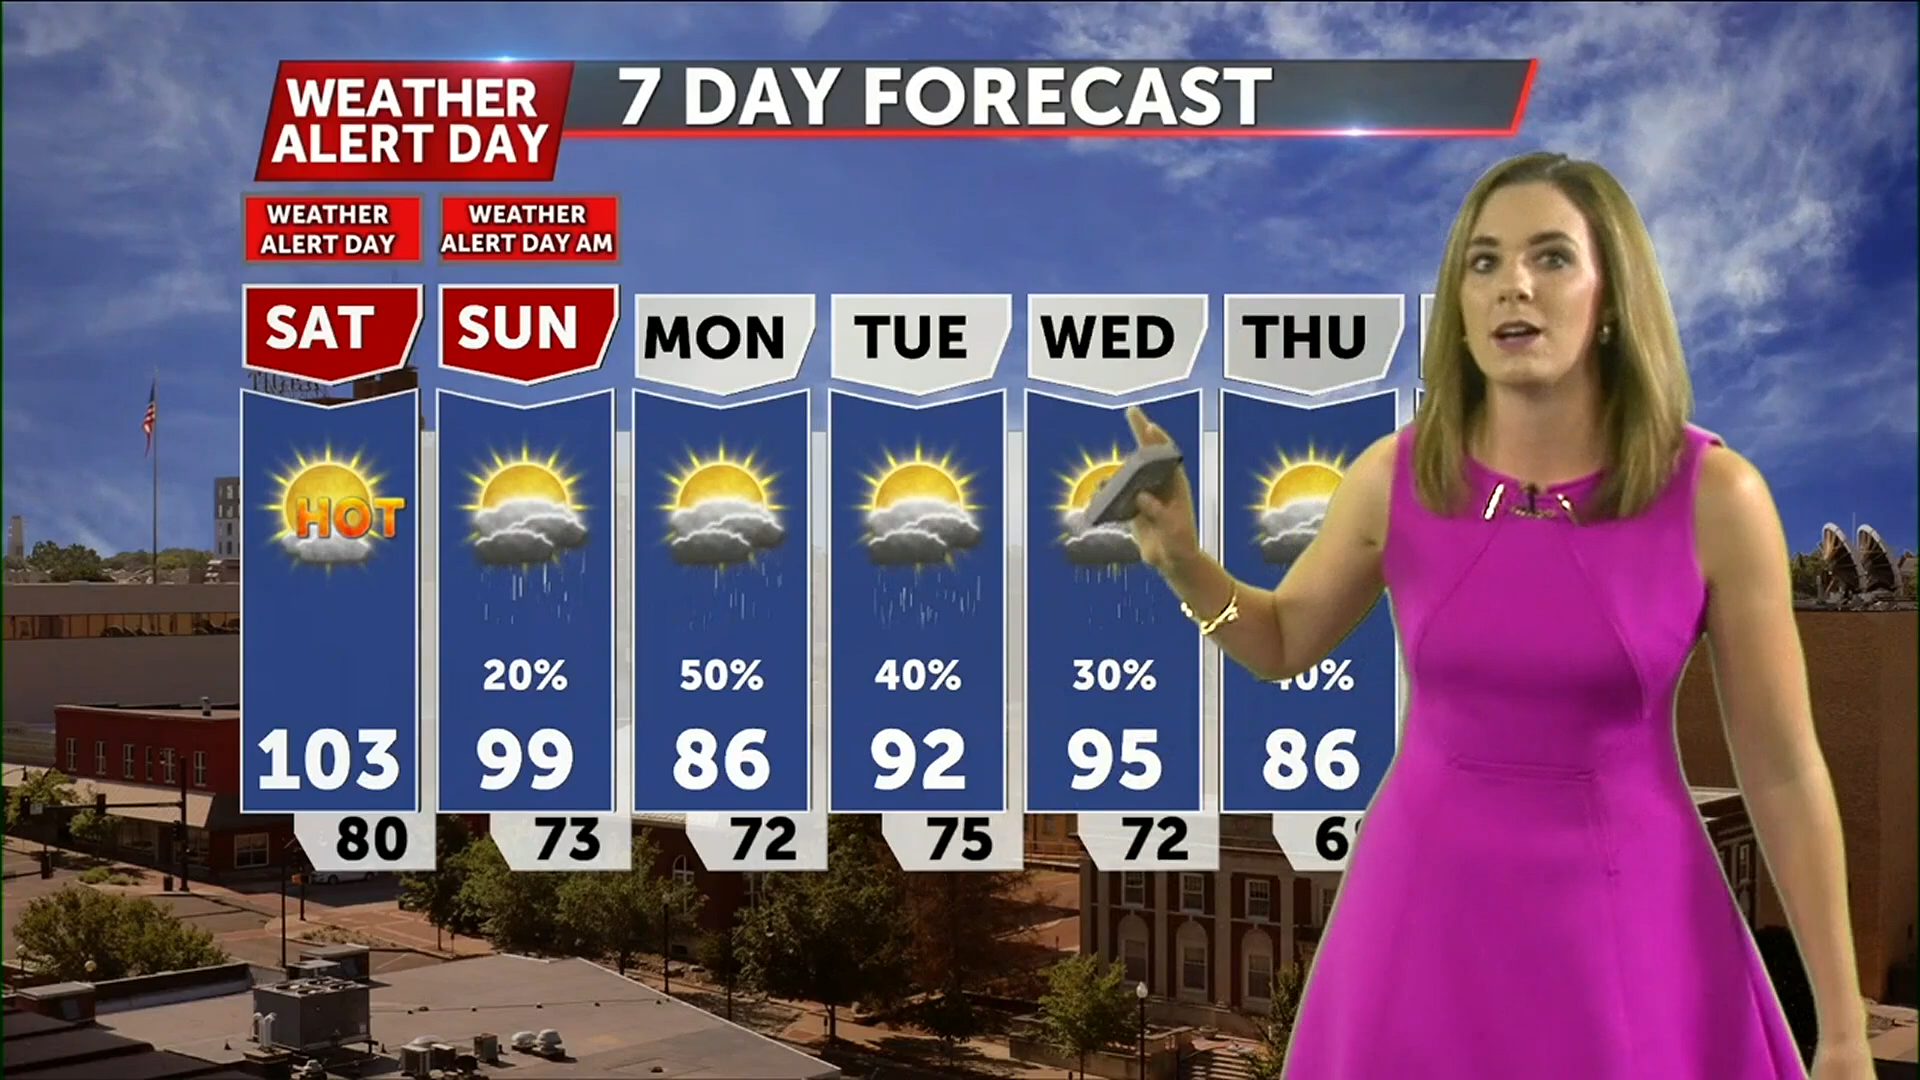 WEATHER
ALERT DAY
7 DAY FORECAST
WEATHER
ALERT DAY
WEATHER
ALERT DAY AM
SAT
SUN
MON
TUE
WED
THU
HOT
20%
50%
40%
30%
103
99
86
92
95
86
80
73
72
75
72